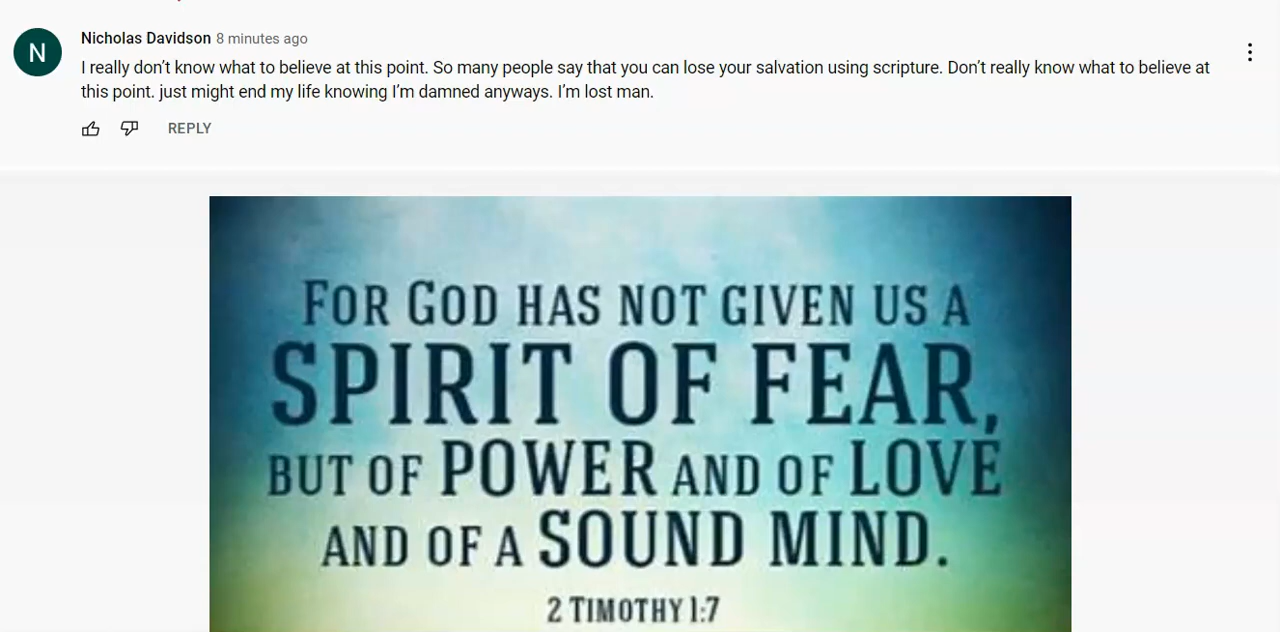 N
Nicholas Davidson 8 minutes ago
I really don’t know what to believe at this point. So many people say that you can lose your salvation using scripture. Don’t really know what to believe at
this point. just might end my life knowing I’m damned anyways. I’m lost man.
REPLY
FOR GOD HAS NOT GIVEN US A
SPIRIT OF FEAR,
BUT OF POWER AND OF LOVE
AND OF A SOUND MIND.
2 TIMOTHY 1:7